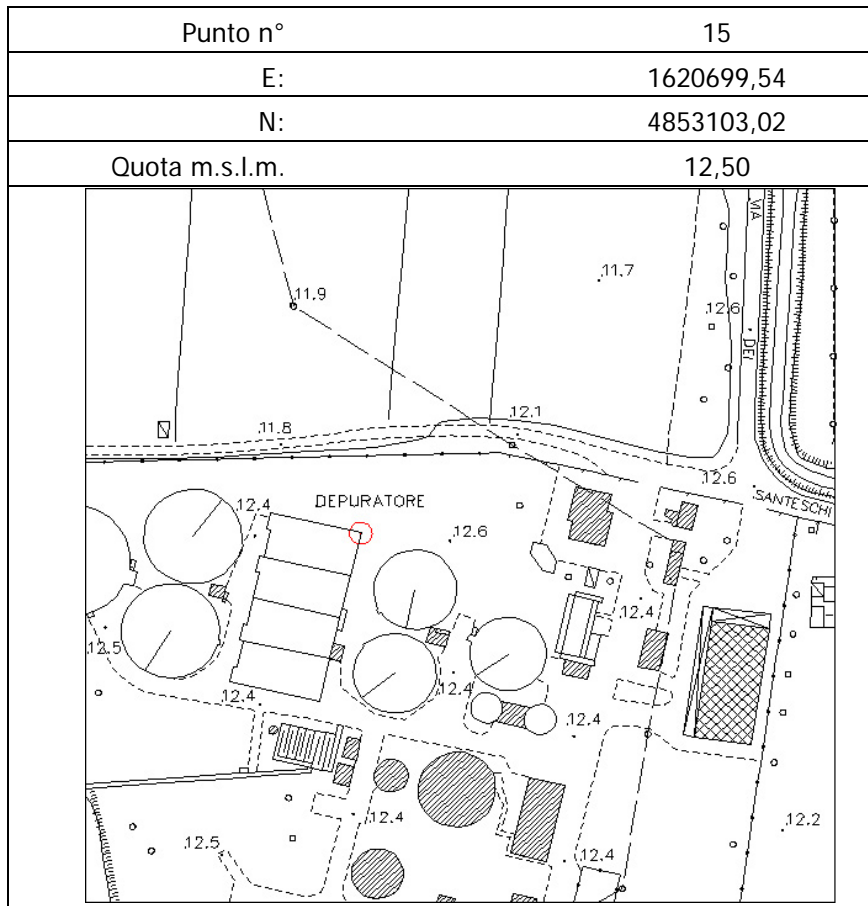 Punto n° 15
E: 1620699,54
N: 4853103,02
Quota m.s.l.m. 12,50
VIA
11.7
11.9
12.6
DEI
12.1
11.8
12.6
SANTESCHI
12.4
DEPURATORE
12.6
12.4
12.5
12.4
12.4
12.4
12.4
12.2
12.5
12.4